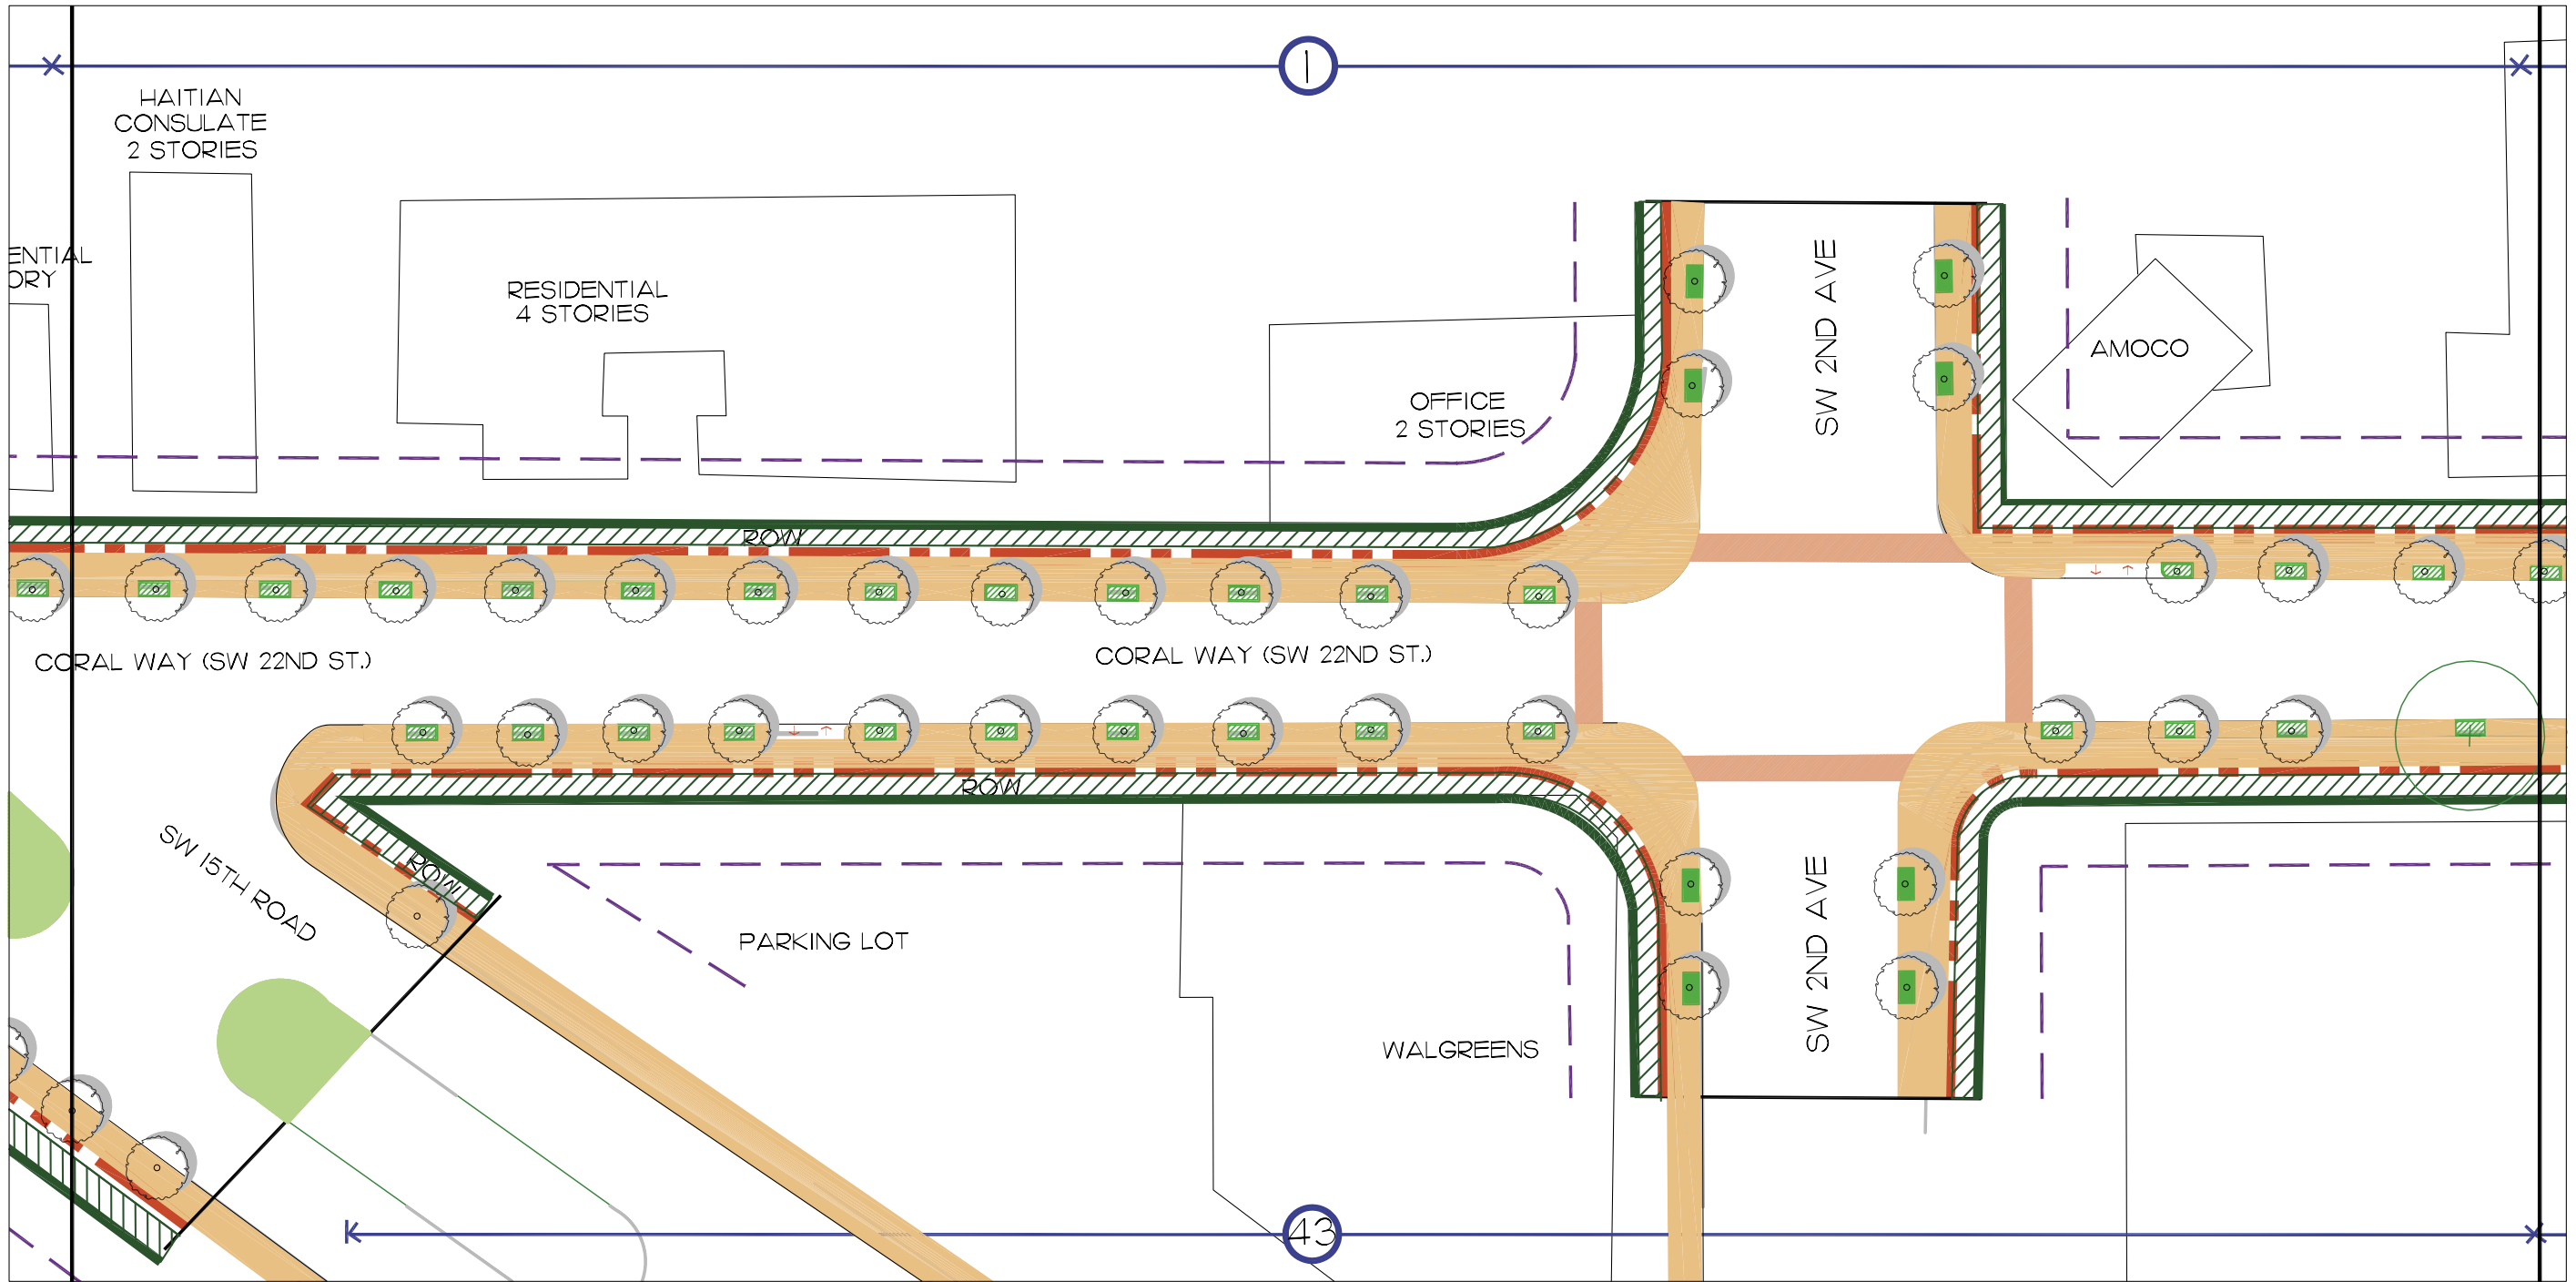 1
HAITIAN
CONSULATE
2 STORIES
ENTIAL
ORY
RESIDENTIAL
4 STORIES
OFFICE
2 STORIES
SW 2ND AVE
AMOCO
ROW
CORAL WAY (SW 22ND ST.)
CORAL WAY (SW 22ND ST.)
ROW
SW 15TH ROAD
ROW
PARKING LOT
WALGREENS
SW 2ND AVE
43